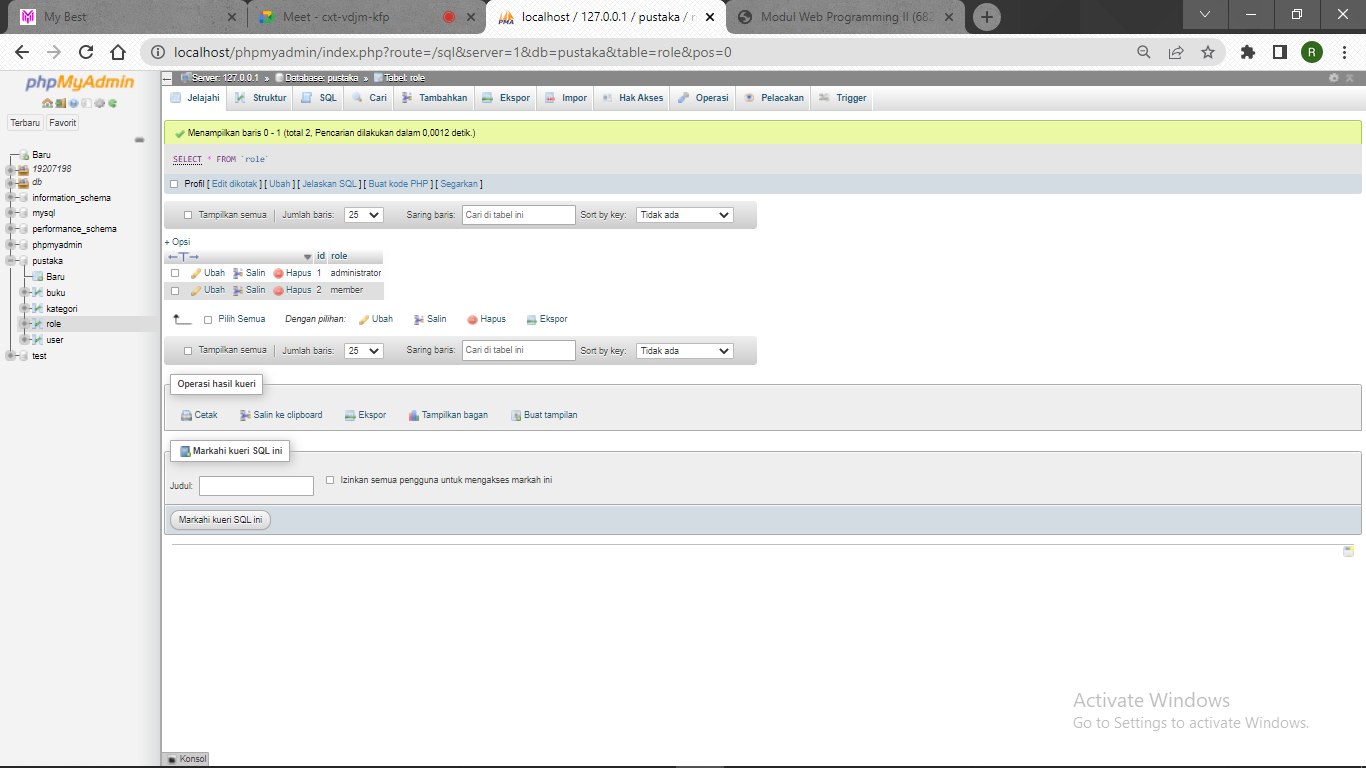 My Best
Meet - cxt-vdjm-kfp
localhost / 127.0.0.1 / pustaka / r
Modul Web Programming II (682
localhost/phpmyadmin/index.php?route=/sql&server=1&db=pustaka&table=role&pos=0
R
phpMyAdmin
Terbaru Favorit
Baru
19207198
db
information_schema
mysql
performance_schema
phpmyadmin
pustaka
Baru
buku
kategori
role
user
test
Server: 127.0.0.1 » Database: pustaka » Tabel: role
Jelajahi Struktur SQL Cari Tambahkan Ekspor Impor Hak Akses Operasi Pelacakan Trigger
Menampilkan baris 0 - 1 (total 2, Pencarian dilakukan dalam 0,0012 detik.)
SELECT * FROM `role`
Profil [ Edit dikotak ] [ Ubah ] [ Jelaskan SQL ] [ Buat kode PHP ] [ Segarkan ]
Tampilkan semua | Jumlah baris: 25 Saring baris: Cari di tabel ini Sort by key: Tidak ada
+ Opsi
←T→ id role
Ubah Salin Hapus 1 administrator
Ubah Salin Hapus 2 member
Pilih Semua Dengan pilihan: Ubah Salin Hapus Ekspor
Tampilkan semua | Jumlah baris: 25 Saring baris: Cari di tabel ini Sort by key: Tidak ada
Operasi hasil kueri
Cetak Salin ke clipboard Ekspor Tampilkan bagan Buat tampilan
Markahi kueri SQL ini
Judul: Izinkan semua pengguna untuk mengakses markah ini
Markahi kueri SQL ini
Activate Windows
Go to Settings to activate Windows.
Konsol